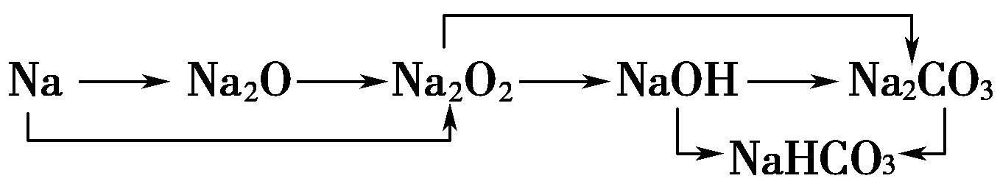 Na → Na₂O → Na₂O₂ → NaOH → Na₂CO₃
NaHCO₃